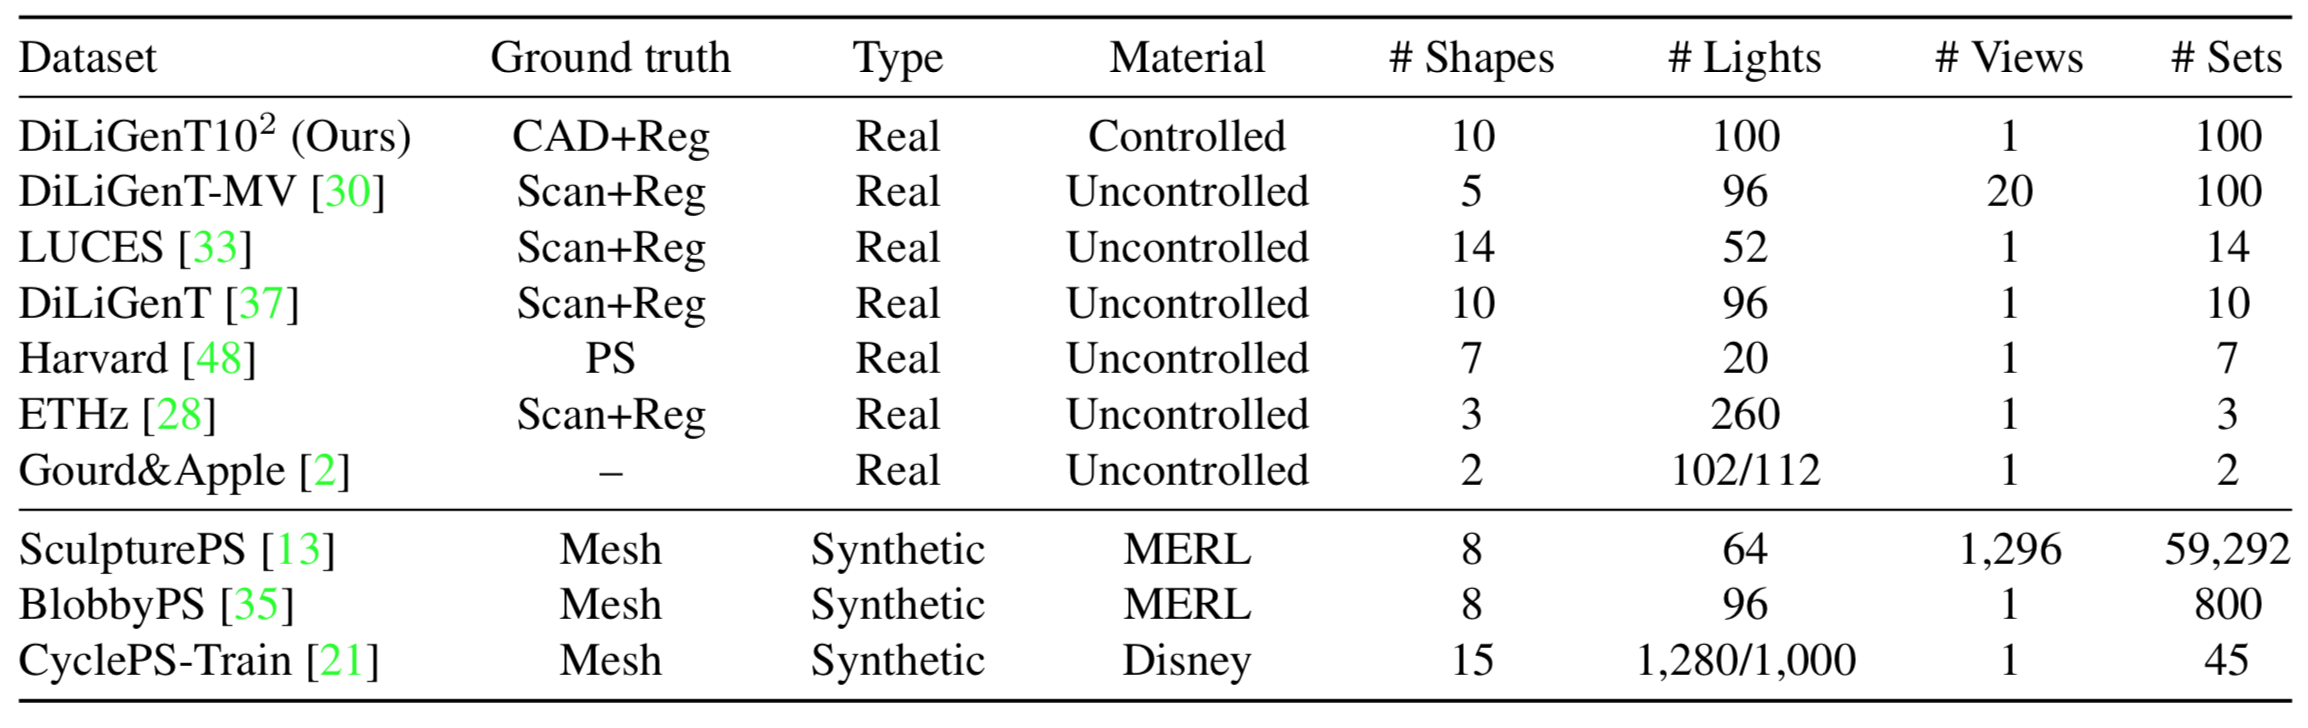 Dataset Ground truth Type Material # Shapes # Lights # Views # Sets
DiLiGenT10² (Ours) CAD+Reg Real Controlled 10 100 1 100
DiLiGenT-MV [30] Scan+Reg Real Uncontrolled 5 96 20 100
LUCES [33] Scan+Reg Real Uncontrolled 14 52 1 14
DiLiGenT [37] Scan+Reg Real Uncontrolled 10 96 1 10
Harvard [48] PS Real Uncontrolled 7 20 1 7
ETHz [28] Scan+Reg Real Uncontrolled 3 260 1 3
Gourd&Apple [2] – Real Uncontrolled 2 102/112 1 2
SculpturePS [13] Mesh Synthetic MERL 8 64 1,296 59,292
BlobbyPS [35] Mesh Synthetic MERL 8 96 1 800
CyclePS-Train [21] Mesh Synthetic Disney 15 1,280/1,000 1 45